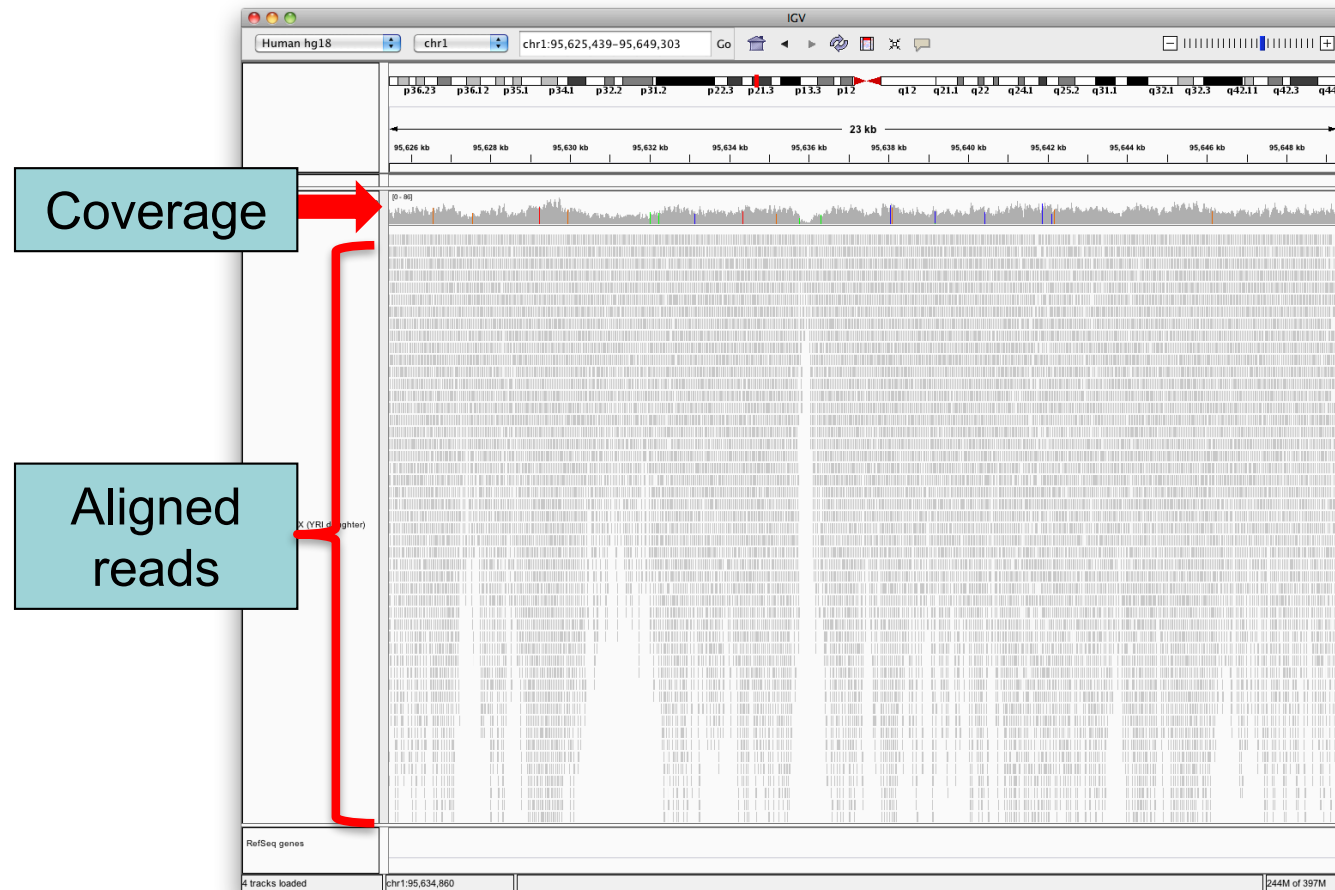 IGV
Human hg18 chr1 chr1:95,625,439-95,649,303 Go
p36.23 p36.12 p35.1 p34.1 p32.2 p31.2 p22.3 p21.3 p13.3 p12 q12 q21.1 q22 q24.1 q25.2 q31.1 q32.1 q32.3 q42.11 q42.3 q44
23 kb
95,626 kb 95,628 kb 95,630 kb 95,632 kb 95,634 kb 95,636 kb 95,638 kb 95,640 kb 95,642 kb 95,644 kb 95,646 kb 95,648 kb
Coverage
[0 - 86]
Aligned
reads
X (YRI daughter)
RefSeq genes
4 tracks loaded chr1:95,634,860 244M of 397M